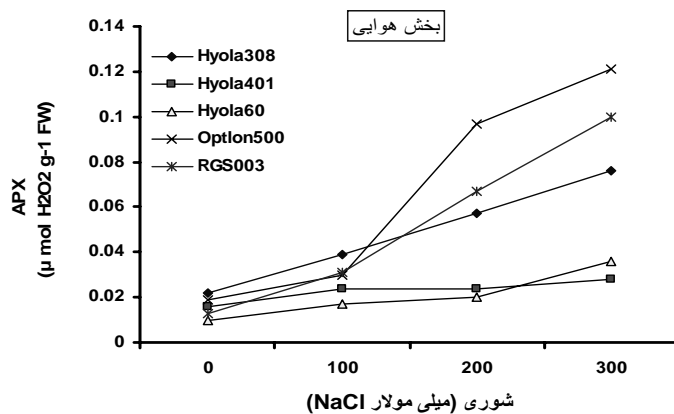 بخش هوایی
APX
(µ mol H2O2 g-1 FW)
0.14
0.12
0.1
0.08
0.06
0.04
0.02
0
Hyola308
Hyola401
Hyola60
Option500
RGS003
0 100 200 300
شوری (میلی مولار NaCl)